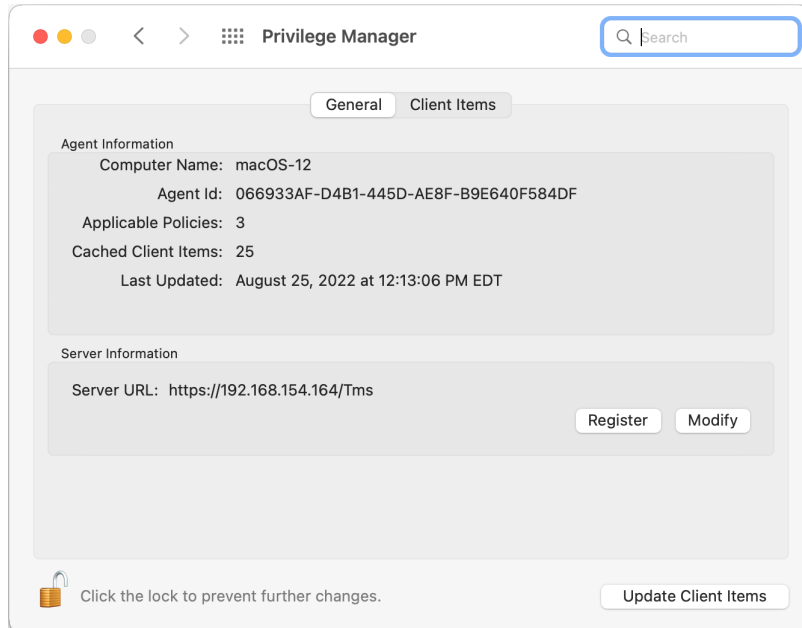 Privilege Manager
Search
General
Client Items
Agent Information
Computer Name: macOS-12
Agent Id: 066933AF-D4B1-445D-AE8F-B9E640F584DF
Applicable Policies: 3
Cached Client Items: 25
Last Updated: August 25, 2022 at 12:13:06 PM EDT
Server Information
Server URL: https://192.168.154.164/Tms
Register
Modify
Click the lock to prevent further changes.
Update Client Items